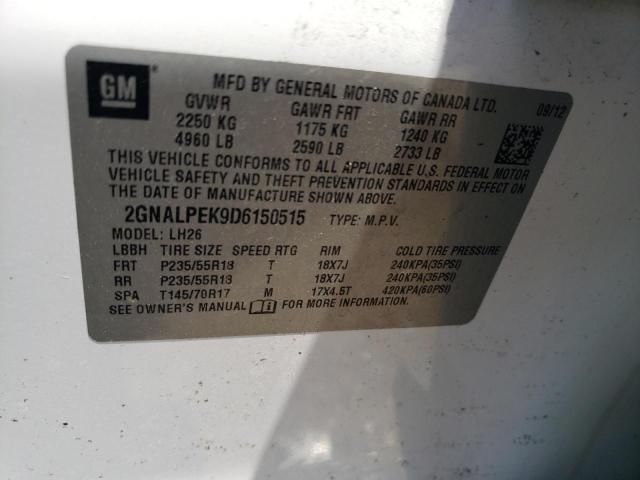 GM ®
MFD BY GENERAL MOTORS OF CANADA LTD.
GVWR GAWR FRT GAWR RR 09/12
2250 KG 1175 KG 1240 KG
4960 LB 2590 LB 2733 LB
THIS VEHICLE CONFORMS TO ALL APPLICABLE U.S. FEDERAL MOTOR
VEHICLE SAFETY AND THEFT PREVENTION STANDARDS IN EFFECT ON
THE DATE OF MANUFACTURE SHOWN ABOVE.
2GNALPEK9D6150515 TYPE: M.P.V.
MODEL: LH26
LBBH TIRE SIZE SPEED RTG RIM COLD TIRE PRESSURE
FRT P235/55R18 T 18X7J 240KPA(35PSI)
RR P235/55R18 T 18X7J 240KPA(35PSI)
SPA T145/70R17 M 17X4.5T 420KPA(60PSI)
SEE OWNER'S MANUAL FOR MORE INFORMATION.